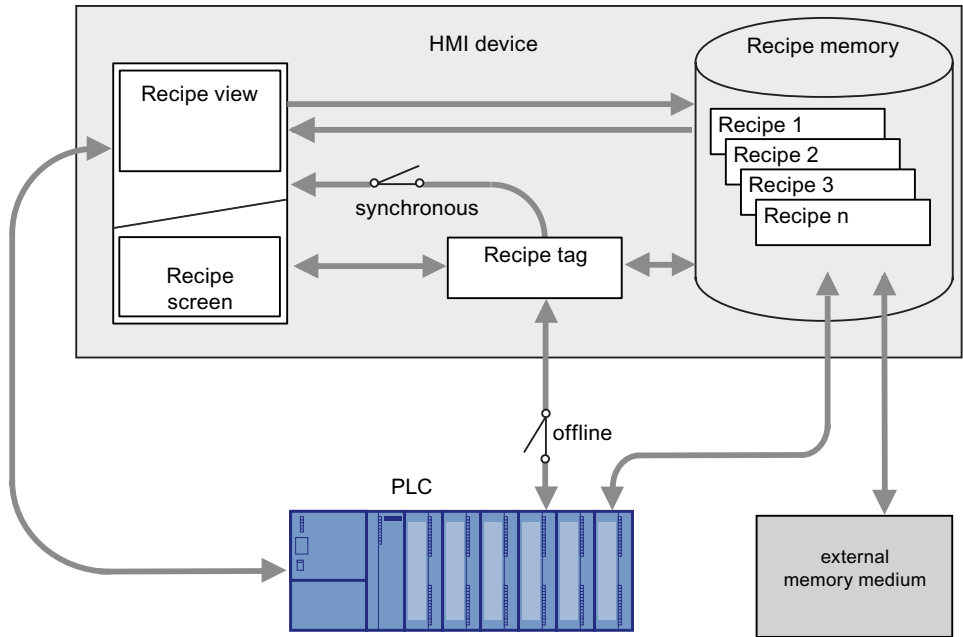 HMI device
Recipe memory
Recipe view
Recipe 1
Recipe 2
Recipe 3
Recipe n
synchronous
Recipe tag
Recipe
screen
offline
PLC
external
memory medium